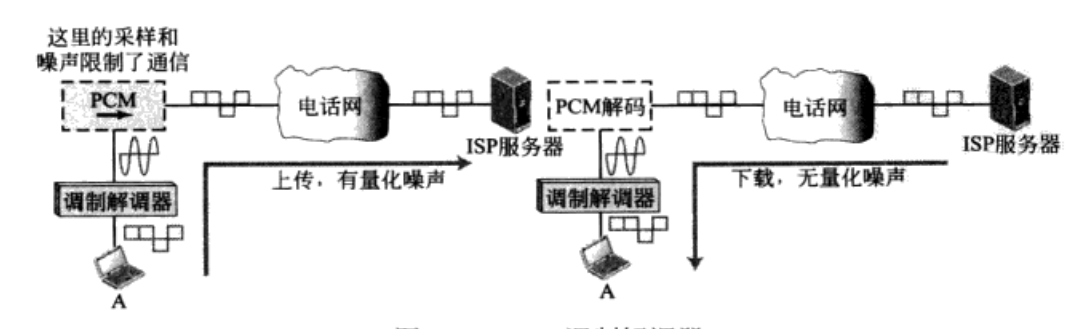 这里的采样和
噪声限制了通信
PCM
电话网
ISP服务器
上传，有量化噪声
调制解调器
A
PCM解码
电话网
ISP服务器
下载，无量化噪声
调制解调器
A